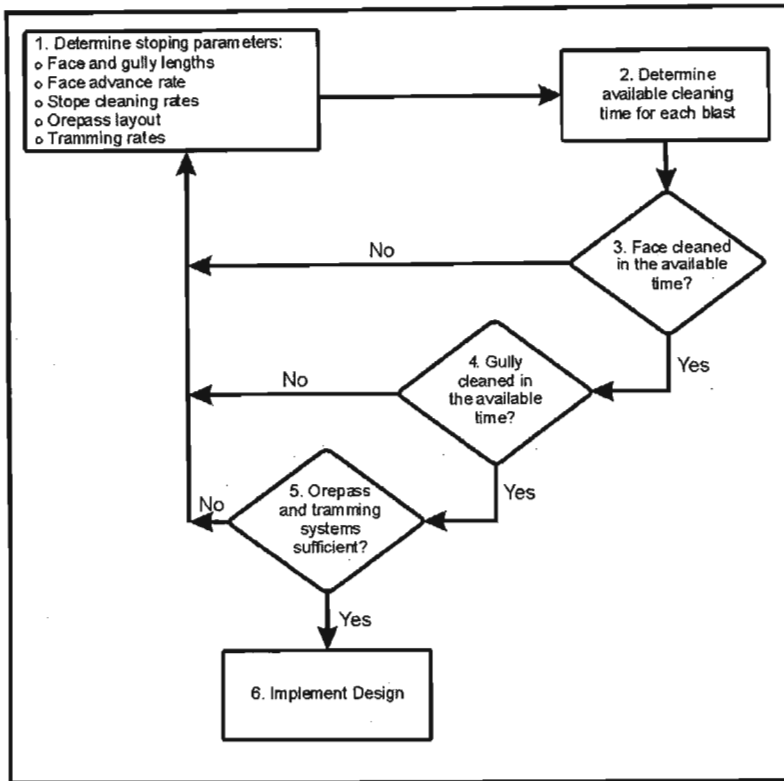 1. Determine stoping parameters:
o Face and gully lengths
o Face advance rate
o Stope cleaning rates
o Orepass layout
o Tramming rates
2. Determine
available cleaning
time for each blast
3. Face cleaned
in the available
time?
No
Yes
4. Gully
cleaned in
the available
time?
No
Yes
5. Orepass
and tramming
systems
sufficient?
No
Yes
6. Implement Design